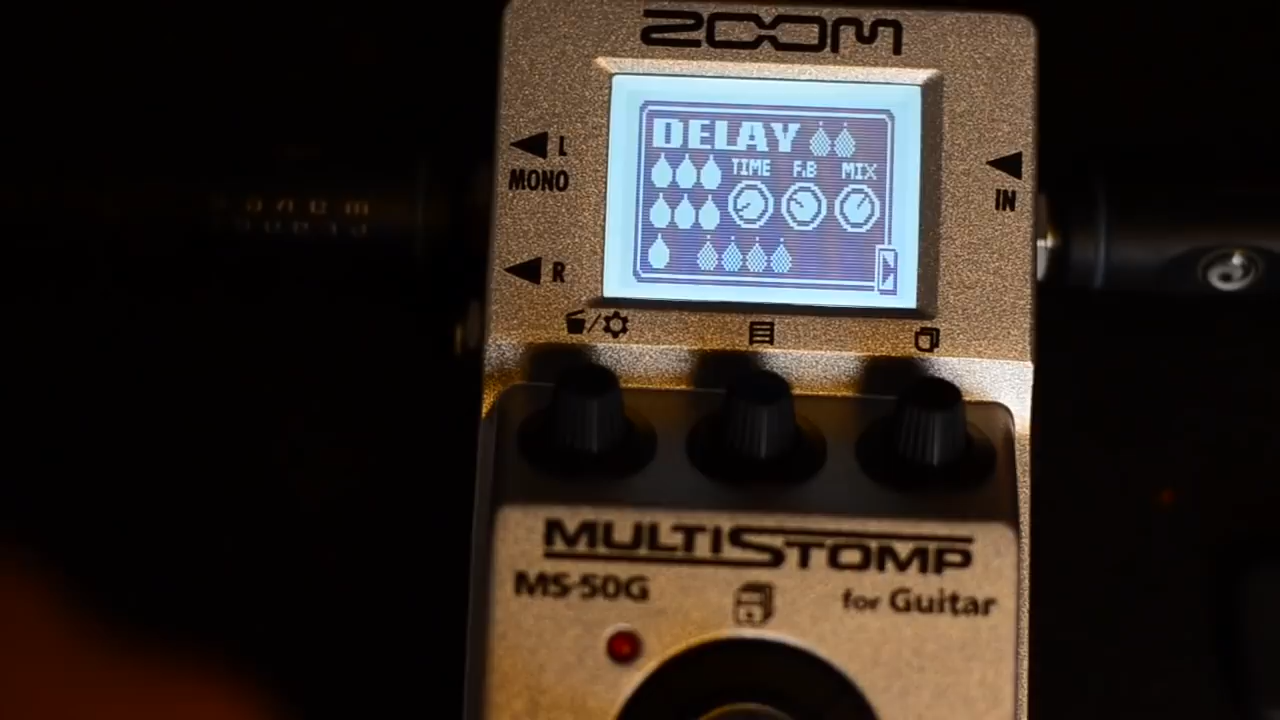 ZOOM
DELAY
TIME F.B MIX
L
MONO
IN
R
MULTISTOMP
MS-50G
for Guitar